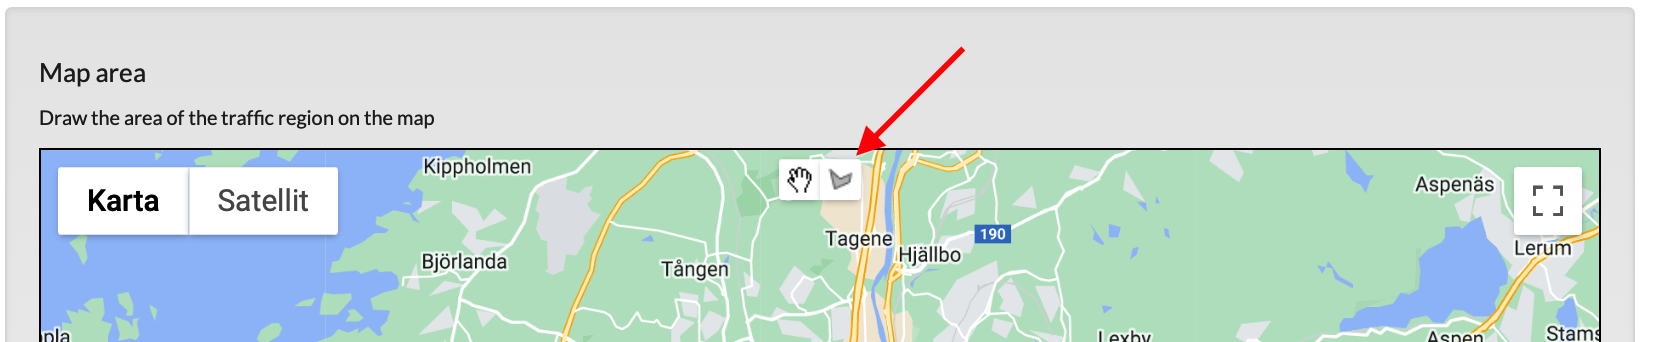 Map area
Draw the area of the traffic region on the map
Kippholmen
Karta
Satellit
Aspenäs
190
Tagene
Hjällbo
Lerum
Björlanda
Tången
pla
Lexby
Aspen
Stams